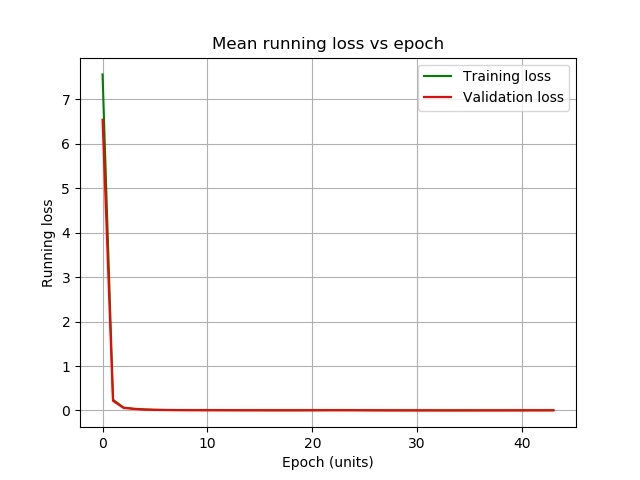 Mean running loss vs epoch
Training loss
Validation loss
7
6
5
4
3
2
1
0
Running loss
0 10 20 30 40
Epoch (units)